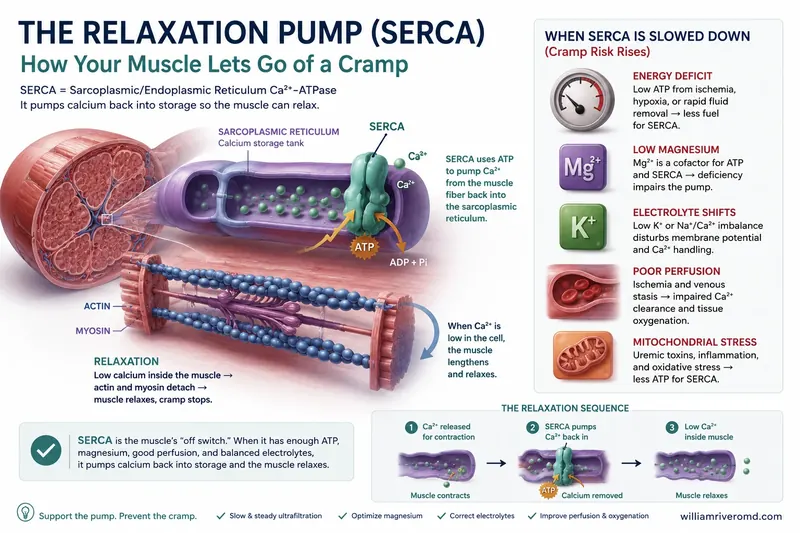 THE RELAXATION PUMP (SERCA)
How Your Muscle Lets Go of a Cramp
SERCA = Sarcoplasmic/Endoplasmic Reticulum Ca²⁺–ATPase
It pumps calcium back into storage so the muscle can relax.
SARCOPLASMIC RETICULUM
Calcium storage tank
SERCA
Ca²⁺
Ca²⁺
ATP
ADP + Pi
SERCA uses ATP
to pump Ca²⁺
from the muscle
fiber back into
the sarcoplasmic
reticulum.
ACTIN
MYOSIN
When Ca²⁺ is
low in the cell,
the muscle
lengthens
and relaxes.
RELAXATION
Low calcium inside the muscle →
actin and myosin detach →
muscle relaxes, cramp stops.
WHEN SERCA IS SLOWED DOWN
(Cramp Risk Rises)
ENERGY DEFICIT
Low ATP from ischemia,
hypoxia, or rapid fluid
removal → less fuel
for SERCA.
Mg²⁺
LOW MAGNESIUM
Mg²⁺ is a cofactor for ATP
and SERCA → deficiency
impairs the pump.
K⁺
ELECTROLYTE SHIFTS
Low K⁺ or Na⁺/Ca²⁺ imbalance
disturbs membrane potential
and Ca²⁺ handling.
POOR PERFUSION
Ischemia and venous
stasis → impaired Ca²⁺
clearance and tissue
oxygenation.
MITOCHONDRIAL STRESS
Uremic toxins, inflammation,
and oxidative stress →
less ATP for SERCA.
SERCA is the muscle's "off switch." When it has enough ATP,
magnesium, good perfusion, and balanced electrolytes,
it pumps calcium back into storage and the muscle relaxes.
THE RELAXATION SEQUENCE
1 Ca²⁺ released
for contraction
Muscle contracts
2 SERCA pumps
Ca²⁺ back in
ATP
Calcium removed
3 Low Ca²⁺
inside muscle
Muscle relaxes
Support the pump. Prevent the cramp.
✓ Slow & steady ultrafiltration
✓ Optimize magnesium
✓ Correct electrolytes
✓ Improve perfusion & oxygenation
williamriveromd.com